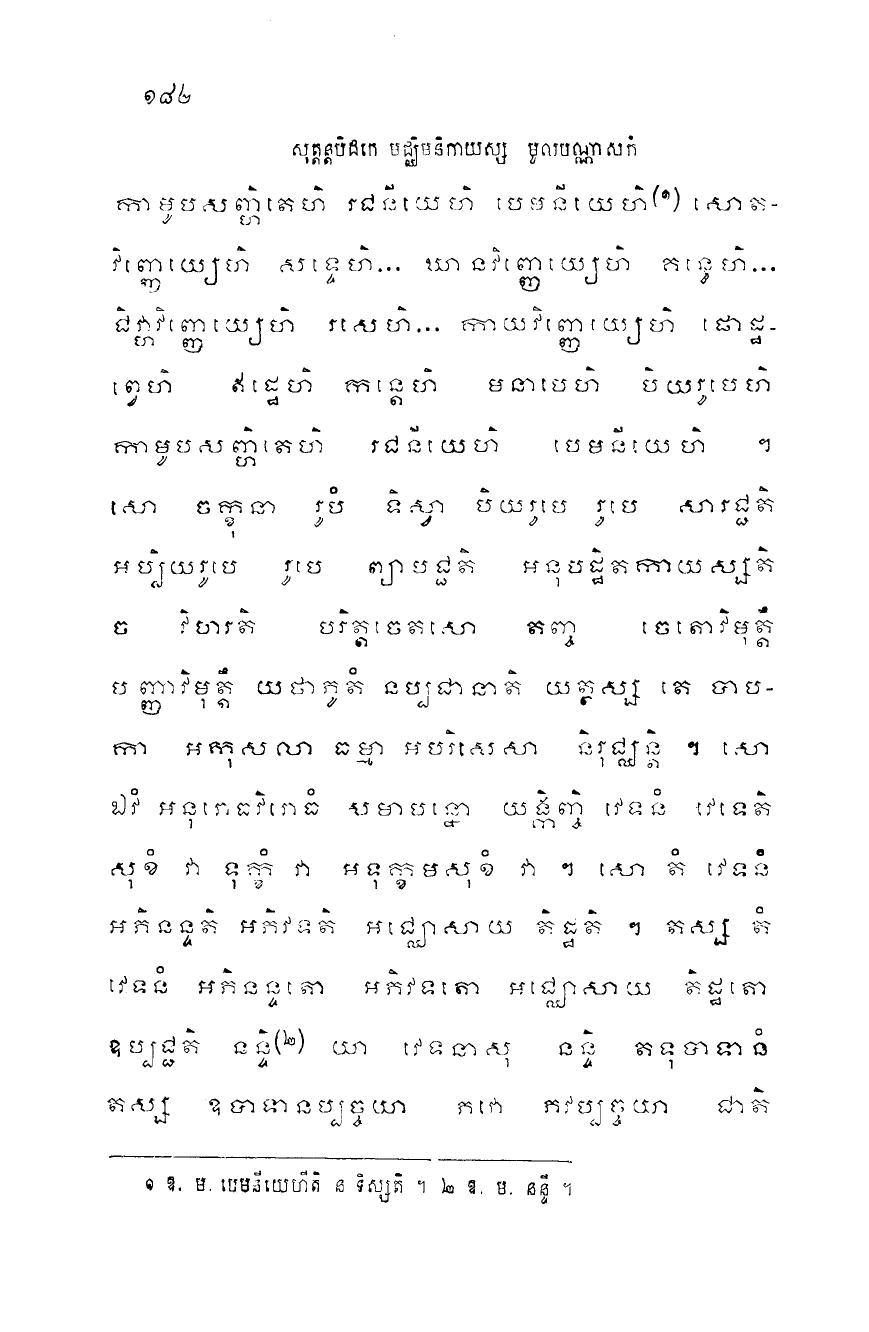 ១៨៤
សុត្តន្តបិដកេ មជ្ឈិមនិកាយស្ស មូលបណ្ណាសកំ
កាមូបសញ្ហិតេហិ រជនីយេហិ បេមនីយេហិ(១) សោត-
វិញ្ញេយ្យេហិ សទ្ទេហិ... ឃានវិញ្ញេយ្យេហិ គន្ធេហិ...
ជិវ្ហាវិញ្ញេយ្យេហិ រសេហិ... កាយវិញ្ញេយ្យេហិ ផោដ្ឋ-
ព្វេហិ ឥដ្ឋេហិ កន្តេហិ មនាបេហិ បិយរូបេហិ
កាមូបសញ្ហិតេហិ រជនីយេហិ បេមនីយេហិ ។
សោ ចក្ខុនា រូបំ ទិស្វា បិយរូបេ រូបេ សារជ្ជតិ
អប្បិយរូបេ រូបេ ព្យាបជ្ជតិ អនុបដ្ឋិតកាយស្សតិ
ច វិហរតិ បរិត្តចេតសោ តញ្ច ចេតោវិមុត្តឹ
បញ្ញាវិមុត្តឹ យថាភូតំ នប្បជានាតិ យត្ថស្ស តេ បាប-
កា អកុសលា ធម្មា អបរិសេសា និរុជ្ឈន្តិ ។ សោ
ឯវំ អនុរោធវិរោធំ សមាបន្នោ យង្កិញ្ចិ វេទនំ វេទេតិ
សុខំ វា ទុក្ខំ វា អទុក្ខមសុខំ វា ។ សោ តំ វេទនំ
អភិនន្ទតិ អភិវទតិ អជ្ឈោសាយ តិដ្ឋតិ ។ តស្ស តំ
វេទនំ អភិនន្ទតោ អភិវទតោ អជ្ឈោសាយ តិដ្ឋតោ
ឧប្បជ្ជតិ នន្ទិ(២) យា វេទនាសុ នន្ទិ តទុបាទានំ
តស្ស ឧបាទានប្បច្ចយា ភវោ ភវប្បច្ចយា ជាតិ
១ ឱ. ម. បេមនីយេហីតិ ន ទិស្សតិ ។ ២ ឱ. ម. នន្ទី ។